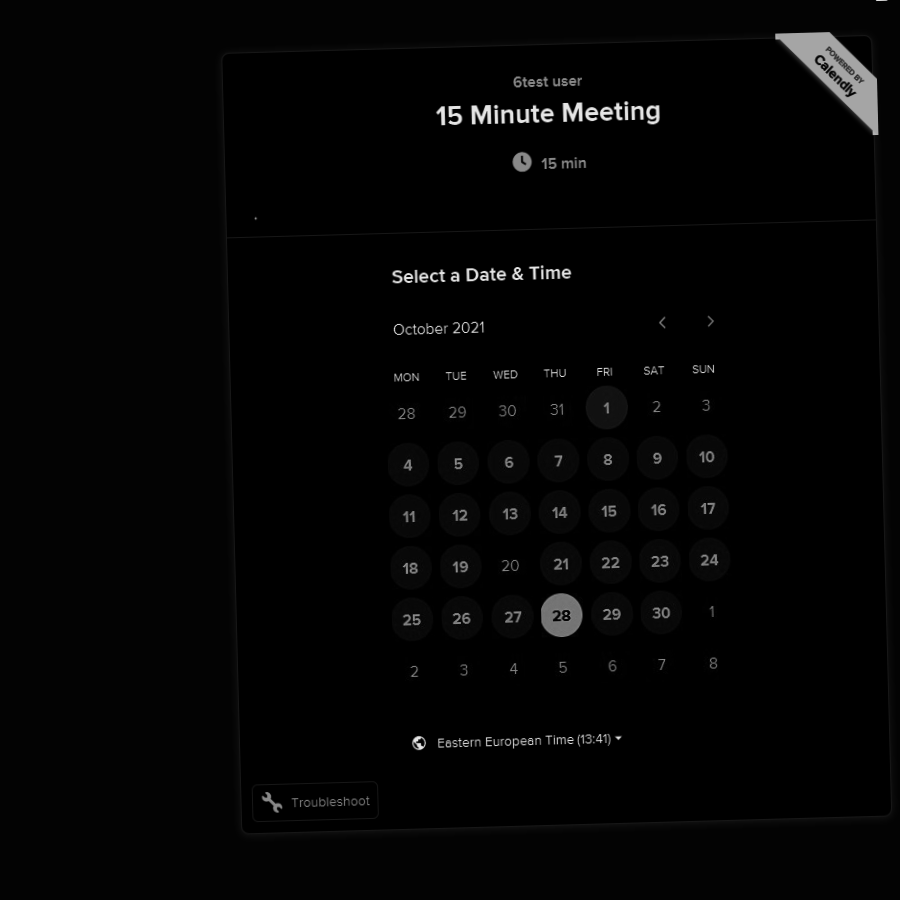 POWERED BY
Calendly
6test user
15 Minute Meeting
15 min
Select a Date & Time
October 2021
MON TUE WED THU FRI SAT SUN
28 29 30 31 1 2 3
4 5 6 7 8 9 10
11 12 13 14 15 16 17
18 19 20 21 22 23 24
25 26 27 28 29 30 1
2 3 4 5 6 7 8
Eastern European Time (13:41)
Troubleshoot